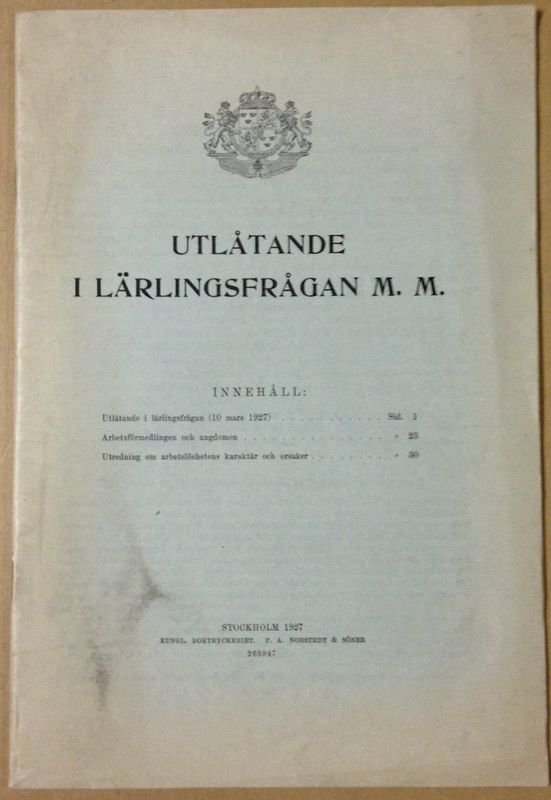 UTLÅTANDE
I LÄRLINGSFRÅGAN M. M.
INNEHÅLL:
Utlåtande i lärlingsfrågan (10 mars 1927) . . . . . . . . . . . . Sid. 1
Arbetsförmedlingen och ungdomen . . . . . . . . . . . . . . . . » 23
Utredning om arbetslöshetens karaktär och orsaker . . . . . . . . . » 30
STOCKHOLM 1927
KUNGL. BOKTRYCKERIET. P. A. NORSTEDT & SÖNER
268947